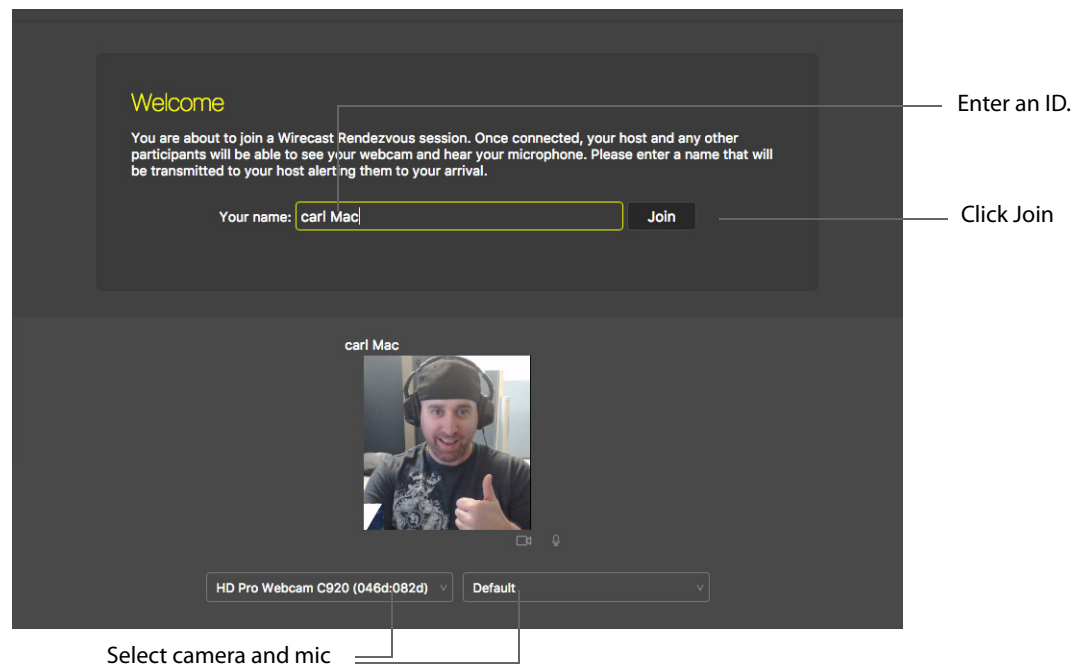 Welcome
Enter an ID.
You are about to join a Wirecast Rendezvous session. Once connected, your host and any other
participants will be able to see your webcam and hear your microphone. Please enter a name that will
be transmitted to your host alerting them to your arrival.
Your name: carl Mac Join
Click Join
carl Mac
HD Pro Webcam C920 (046d:082d) Default
Select camera and mic